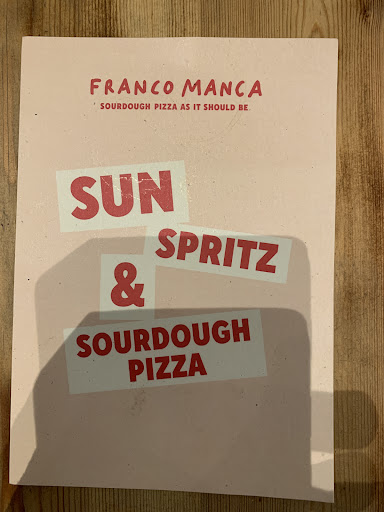 FRANCO MANCA
SOURDOUGH PIZZA AS IT SHOULD BE
SUN
SPRITZ
&
SOURDOUGH
PIZZA